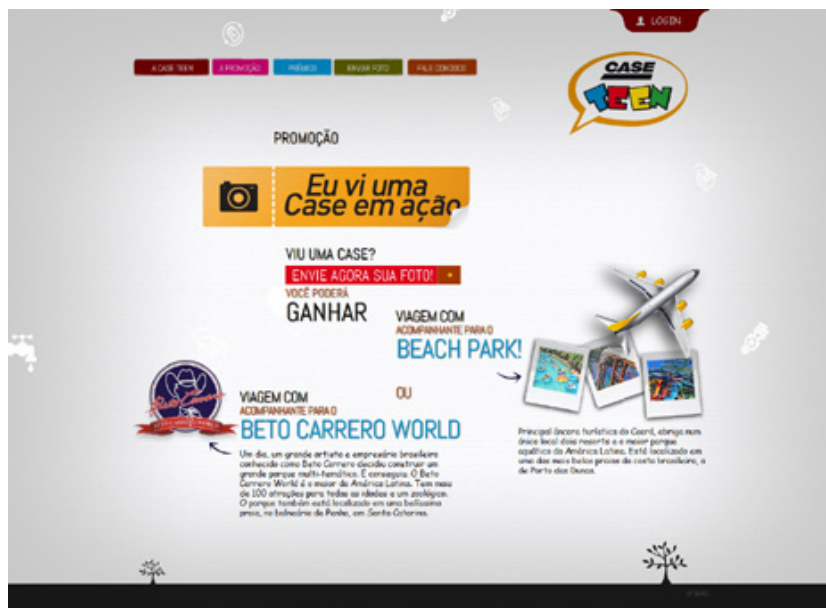 LOGIN
A CASE TEEN
A PROMOÇÃO
PRÊMIOS
ENVIAR FOTO
FALE CONOSCO
CASE
TEEN
PROMOÇÃO
Eu vi uma
Case em ação
VIU UMA CASE?
ENVIE AGORA SUA FOTO! +
VOCÊ PODERÁ
GANHAR
VIAGEM COM
ACOMPANHANTE PARA O
BEACH PARK!
OU
Beto Carrero
VIAGEM COM
ACOMPANHANTE PARA O
BETO CARRERO WORLD
Um dia, um grande artista e empresário brasileiro
conhecido como Beto Carrero decidiu construir um
grande parque multi-temático. E conseguiu. O Beto
Carrero World é o maior da América Latina. Tem mais
de 100 atrações para todas as idades e um zoológico.
O parque também está localizado em uma belíssima
praia, no balneário de Penha, em Santa Catarina.
Principal âncora turística do Ceará, abriga num
único local dois resorts e o maior parque
aquático da América Latina. Está localizado em
uma das mais belas praias da costa brasileira, a
de Porto das Dunas.